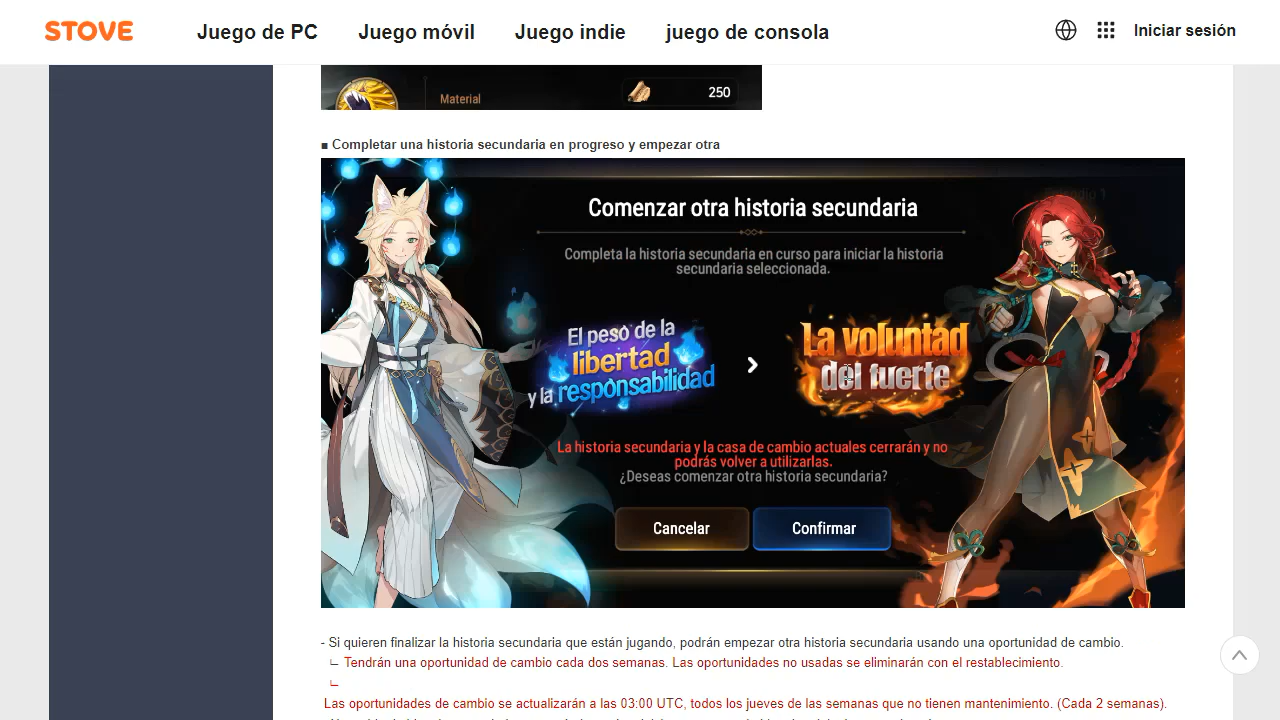 STOVE
Juego de PC
Juego móvil
Juego indie
juego de consola
Iniciar sesión
Material
250
■ Completar una historia secundaria en progreso y empezar otra
Comenzar otra historia secundaria
Completa la historia secundaria en curso para iniciar la historia
secundaria seleccionada.
El peso de la
libertad
y la responsabilidad
La voluntad
del fuerte
La historia secundaria y la casa de cambio actuales cerrarán y no
podrás volver a utilizarlas.
¿Deseas comenzar otra historia secundaria?
Cancelar
Confirmar
- Si quieren finalizar la historia secundaria que están jugando, podrán empezar otra historia secundaria usando una oportunidad de cambio.
ㄴ Tendrán una oportunidad de cambio cada dos semanas. Las oportunidades no usadas se eliminarán con el restablecimiento.
ㄴ
Las oportunidades de cambio se actualizarán a las 03:00 UTC, todos los jueves de las semanas que no tienen mantenimiento. (Cada 2 semanas).